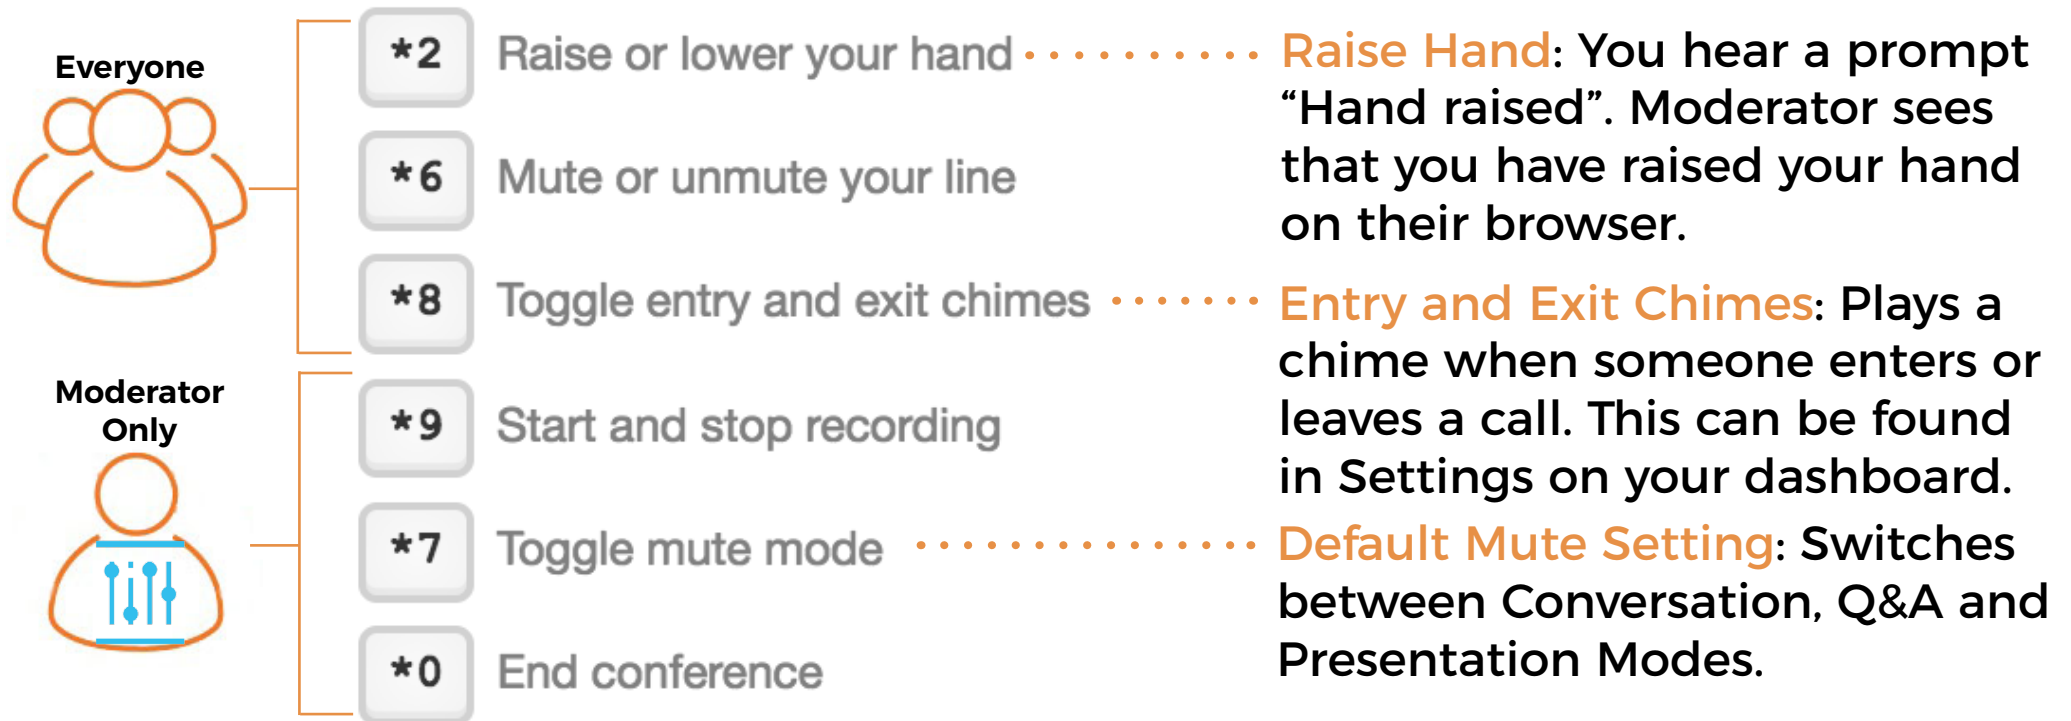 Everyone
*2 Raise or lower your hand
*6 Mute or unmute your line
*8 Toggle entry and exit chimes
Moderator
Only
*9 Start and stop recording
*7 Toggle mute mode
*0 End conference
Raise Hand: You hear a prompt
“Hand raised”. Moderator sees
that you have raised your hand
on their browser.
Entry and Exit Chimes: Plays a
chime when someone enters or
leaves a call. This can be found
in Settings on your dashboard.
Default Mute Setting: Switches
between Conversation, Q&A and
Presentation Modes.